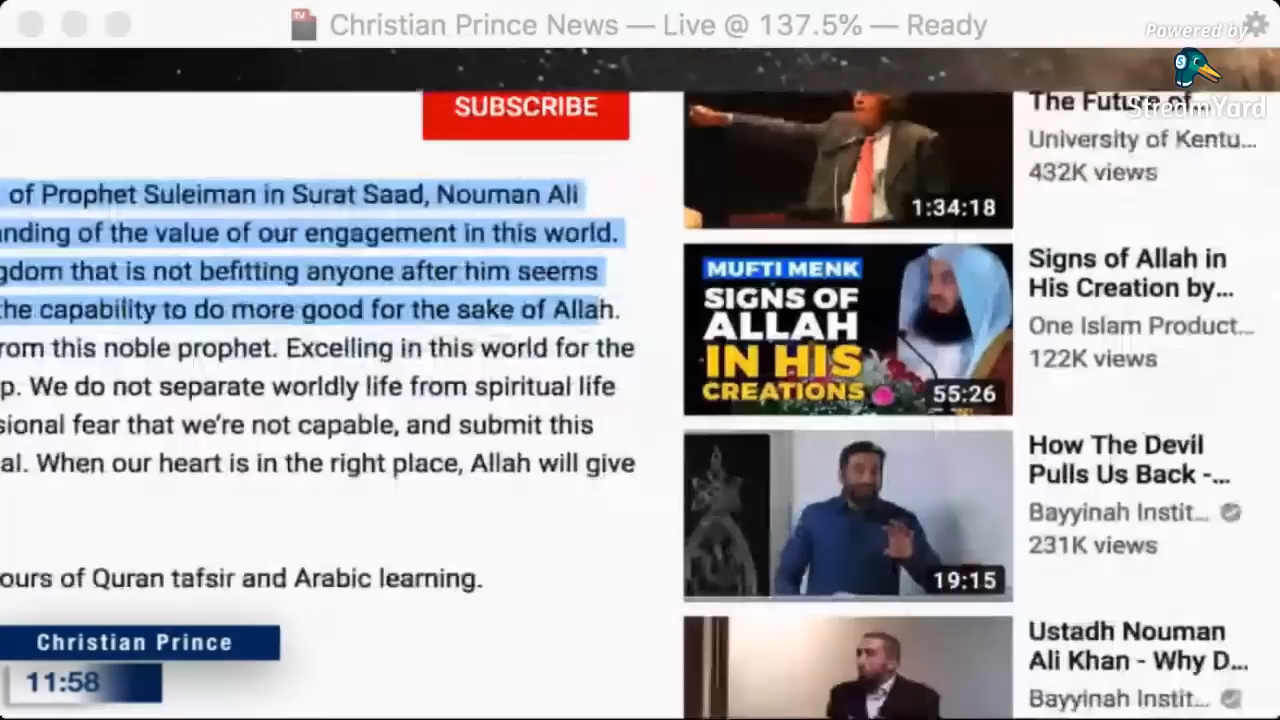 Christian Prince News — Live @ 137.5% — Ready
Powered by
StreamYard
SUBSCRIBE
of Prophet Suleiman in Surat Saad, Nouman Ali
nding of the value of our engagement in this world.
gdom that is not befitting anyone after him seems
he capability to do more good for the sake of Allah.
rom this noble prophet. Excelling in this world for the
p. We do not separate worldly life from spiritual life
sional fear that we're not capable, and submit this
al. When our heart is in the right place, Allah will give
ours of Quran tafsir and Arabic learning.
Christian Prince
11:58
1:34:18
The Future of...
University of Kentu...
432K views
MUFTI MENK
SIGNS OF
ALLAH
IN HIS
CREATIONS
55:26
Signs of Allah in
His Creation by...
One Islam Product...
122K views
19:15
How The Devil
Pulls Us Back -...
Bayyinah Instit...
231K views
Ustadh Nouman
Ali Khan - Why D...
Bayyinah Instit...